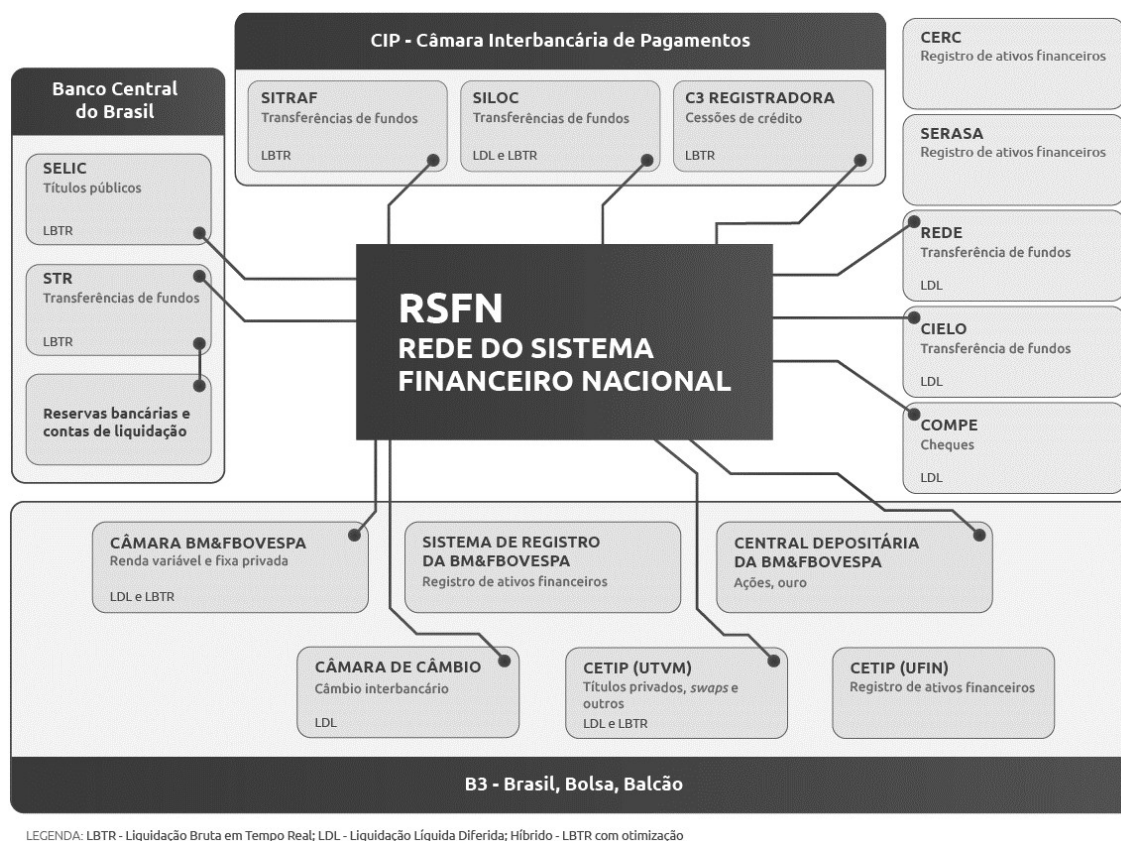 CIP - Câmara Interbancária de Pagamentos
SITRAF
Transferências de fundos
LBTR
SILOC
Transferências de fundos
LDL e LBTR
C3 REGISTRADORA
Cessões de crédito
LBTR
CERC
Registro de ativos financeiros
SERASA
Registro de ativos financeiros
REDE
Transferência de fundos
LDL
CIELO
Transferência de fundos
LDL
COMPE
Cheques
LDL
Banco Central
do Brasil
SELIC
Títulos públicos
LBTR
STR
Transferências de fundos
LBTR
Reservas bancárias e
contas de liquidação
RSFN
REDE DO SISTEMA
FINANCEIRO NACIONAL
CÂMARA BM&FBOVESPA
Renda variável e fixa privada
LDL e LBTR
SISTEMA DE REGISTRO
DA BM&FBOVESPA
Registro de ativos financeiros
CENTRAL DEPOSITÁRIA
DA BM&FBOVESPA
Ações, ouro
CÂMARA DE CÂMBIO
Câmbio interbancário
LDL
CETIP (UTVM)
Títulos privados, swaps e
outros
LDL e LBTR
CETIP (UFIN)
Registro de ativos financeiros
B3 - Brasil, Bolsa, Balcão
LEGENDA: LBTR - Liquidação Bruta em Tempo Real; LDL - Liquidação Líquida Diferida; Híbrido - LBTR com otimização